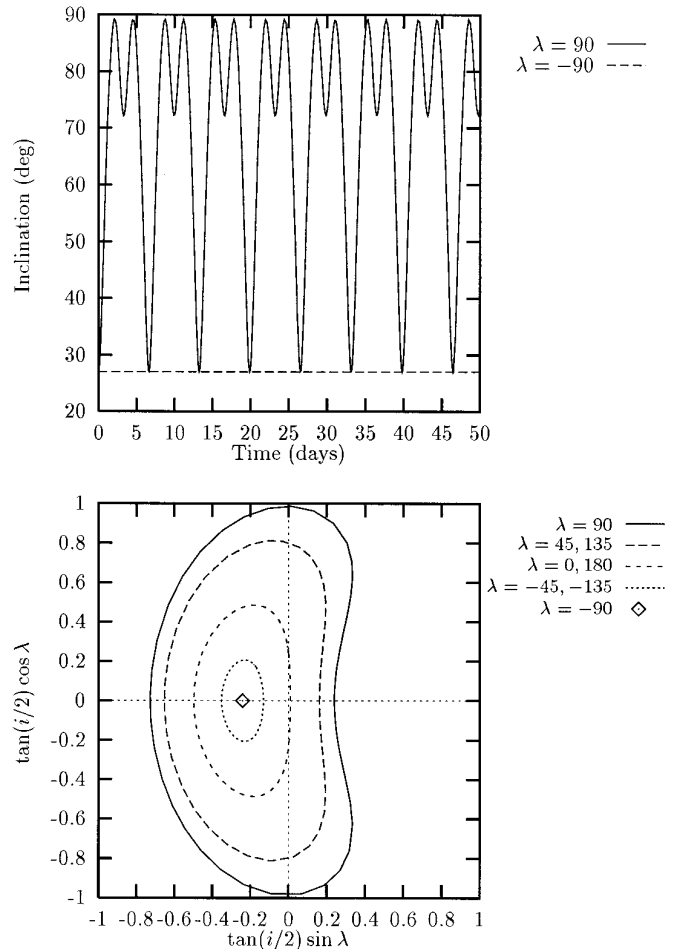 90
80
70
60
50
40
30
20
Inclination (deg)
0 5 10 15 20 25 30 35 40 45 50
Time (days)
λ = 90
λ = −90
1
0.8
0.6
0.4
0.2
0
-0.2
-0.4
-0.6
-0.8
-1
tan(i/2) cos λ
-1 -0.8 -0.6 -0.4 -0.2 0 0.2 0.4 0.6 0.8 1
tan(i/2) sin λ
λ = 90
λ = 45, 135
λ = 0, 180
λ = −45, −135
λ = −90